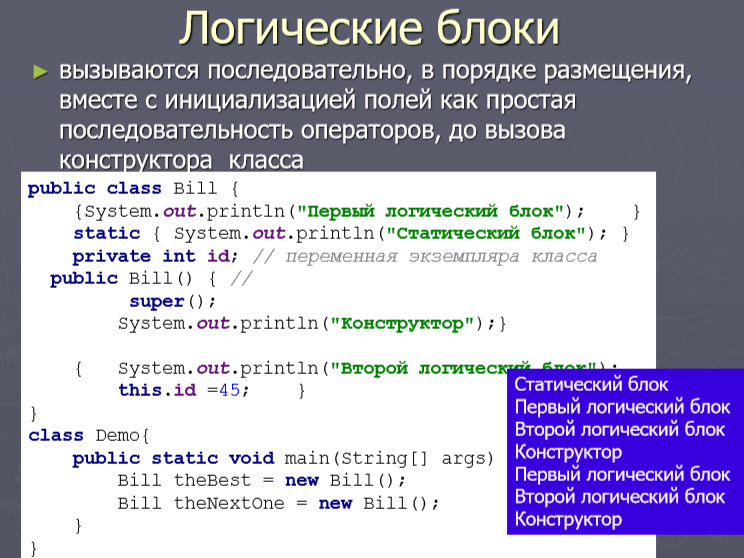 Логические блоки
вызываются последовательно, в порядке размещения,
вместе с инициализацией полей как простая
последовательность операторов, до вызова
конструктора класса
public class Bill {
{System.out.println("Первый логический блок"); }
static { System.out.println("Статический блок"); }
private int id; // переменная экземпляра класса
public Bill() { //
super();
System.out.println("Конструктор");}
{ System.out.println("Второй логический блок");
this.id =45; }
}
class Demo{
public static void main(String[] args)
Bill theBest = new Bill();
Bill theNextOne = new Bill();
}
}
Статический блок
Первый логический блок
Второй логический блок
Конструктор
Первый логический блок
Второй логический блок
Конструктор